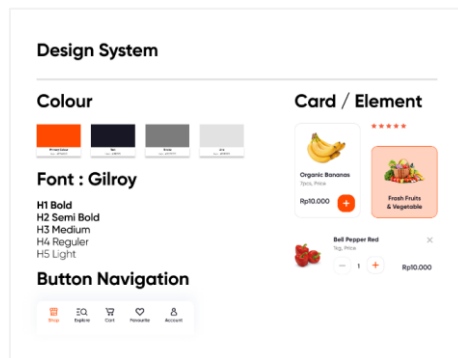 Design System
Colour
Font : Gilroy
H1 Bold
H2 Semi Bold
H3 Medium
H4 Reguler
H5 Light
Button Navigation
Shop
Explore
Cart
Favourite
Account
Card / Element
Organic Bananas
7pcs, Price
Rp10.000
+
Frash Fruits
& Vegetable
Bell Pepper Red
1kg, Price
− 1 +
Rp10.000